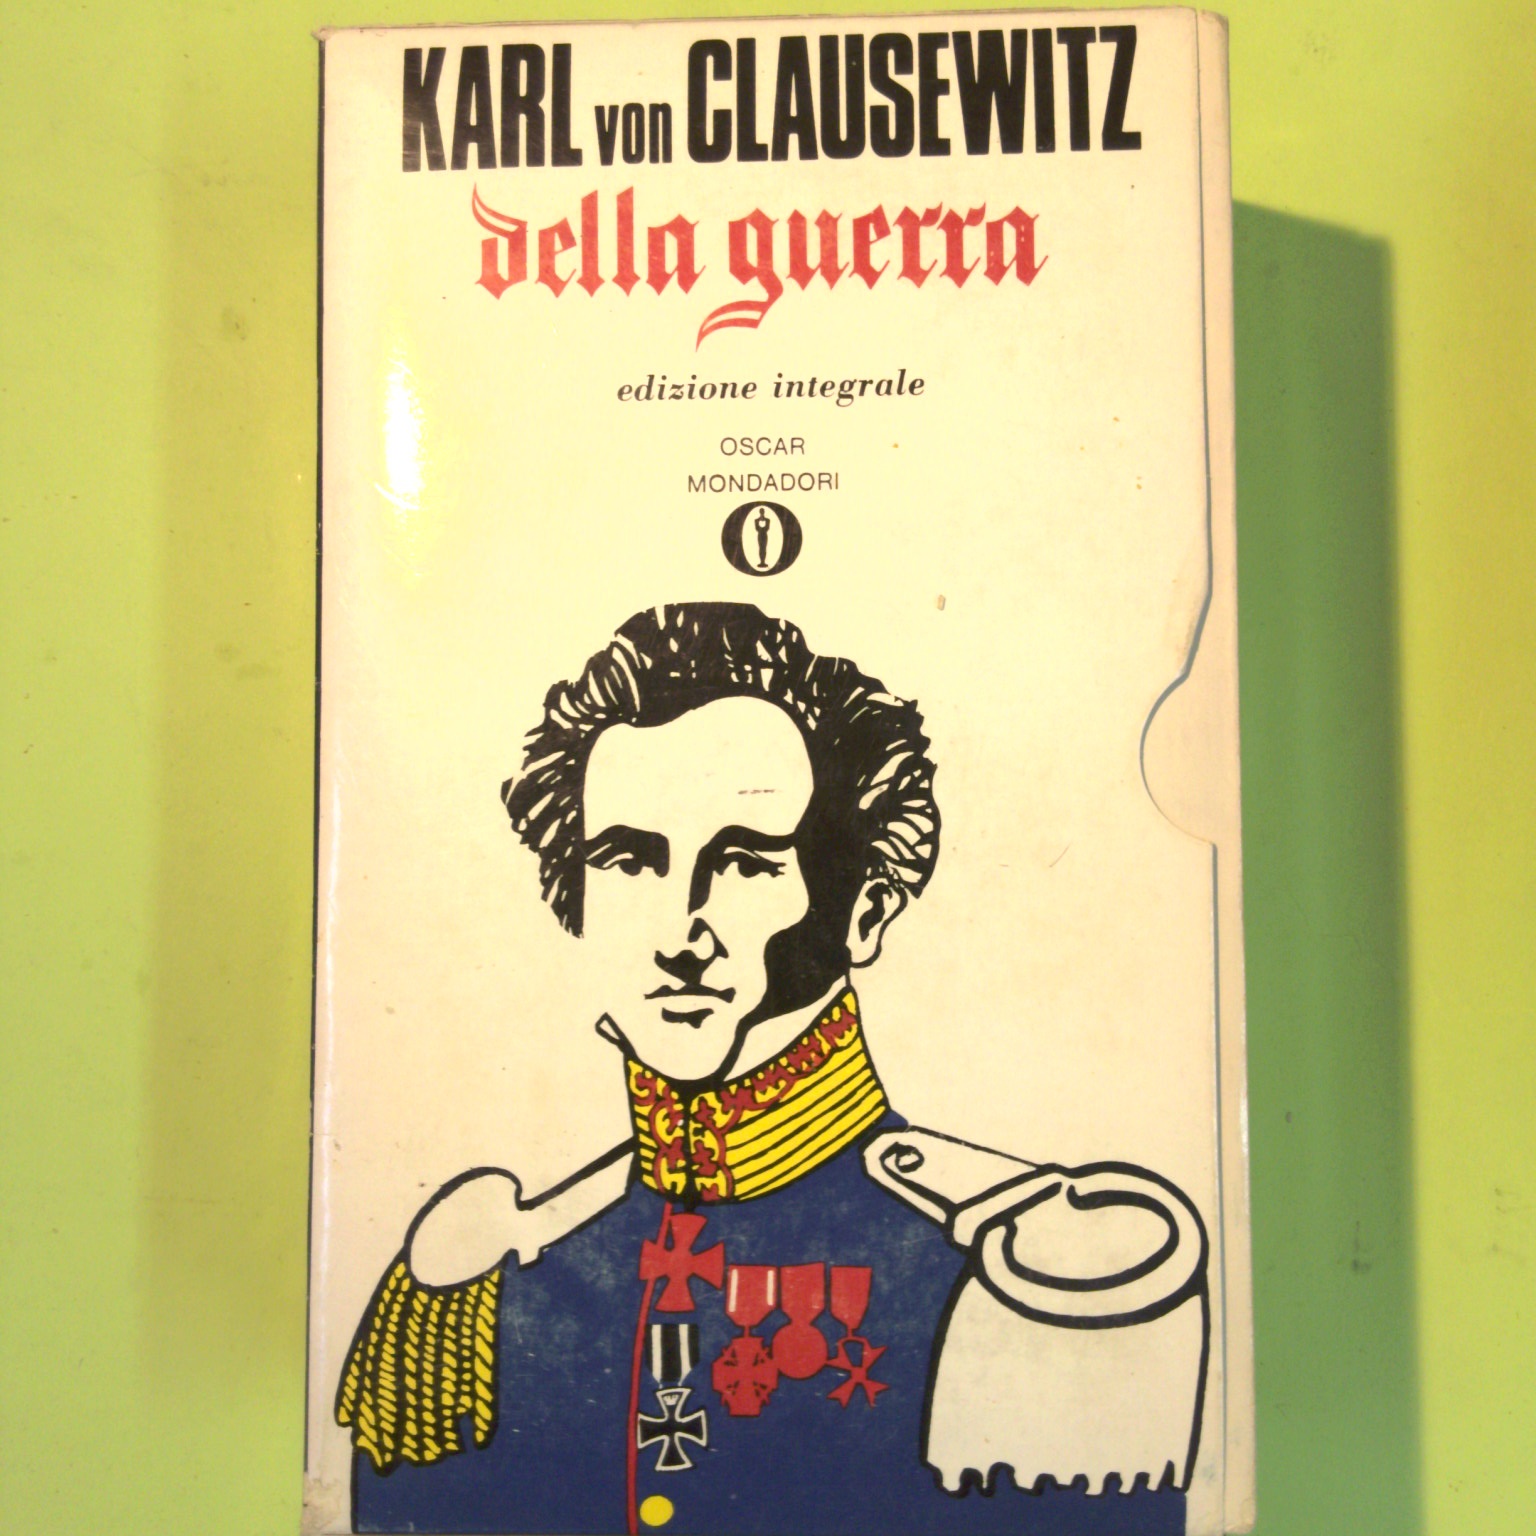 KARL von CLAUSEWITZ
della guerra
edizione integrale
OSCAR
MONDADORI